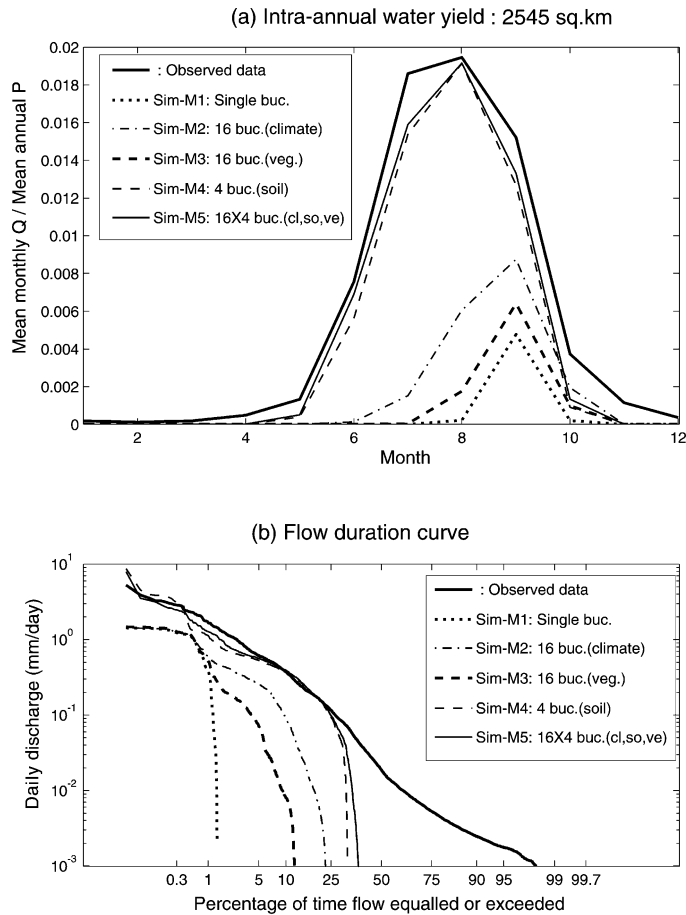 (a) Intra-annual water yield : 2545 sq.km
Mean monthly Q / Mean annual P
0.02
0.018
0.016
0.014
0.012
0.01
0.008
0.006
0.004
0.002
0
: Observed data
Sim-M1: Single buc.
Sim-M2: 16 buc.(climate)
Sim-M3: 16 buc.(veg.)
Sim-M4: 4 buc.(soil)
Sim-M5: 16X4 buc.(cl,so,ve)
2 4 6 8 10 12
Month
(b) Flow duration curve
Daily discharge (mm/day)
10^1
10^0
10^-1
10^-2
10^-3
: Observed data
Sim-M1: Single buc.
Sim-M2: 16 buc.(climate)
Sim-M3: 16 buc.(veg.)
Sim-M4: 4 buc.(soil)
Sim-M5: 16X4 buc.(cl,so,ve)
0.3 1 5 10 25 50 75 90 95 99 99.7
Percentage of time flow equalled or exceeded